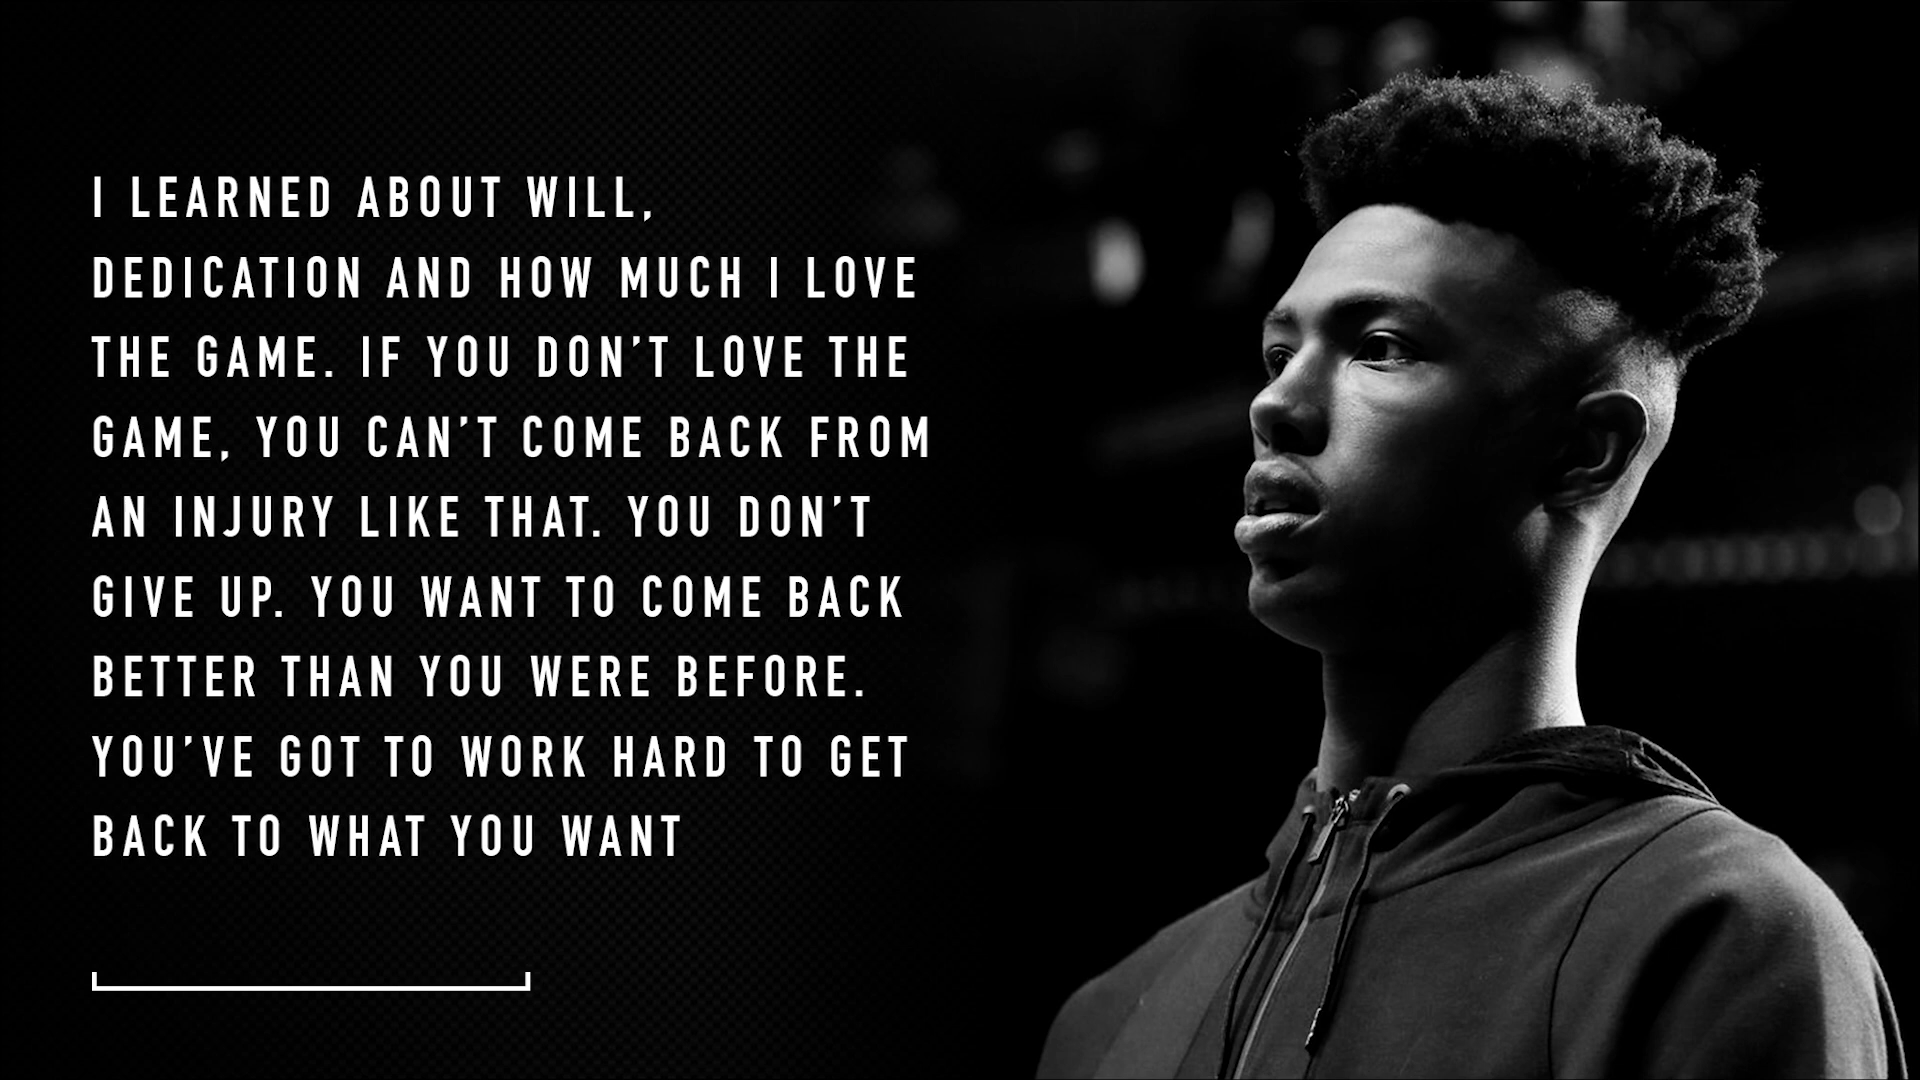 I LEARNED ABOUT WILL,
DEDICATION AND HOW MUCH I LOVE
THE GAME. IF YOU DON’T LOVE THE
GAME, YOU CAN’T COME BACK FROM
AN INJURY LIKE THAT. YOU DON’T
GIVE UP. YOU WANT TO COME BACK
BETTER THAN YOU WERE BEFORE.
YOU’VE GOT TO WORK HARD TO GET
BACK TO WHAT YOU WANT